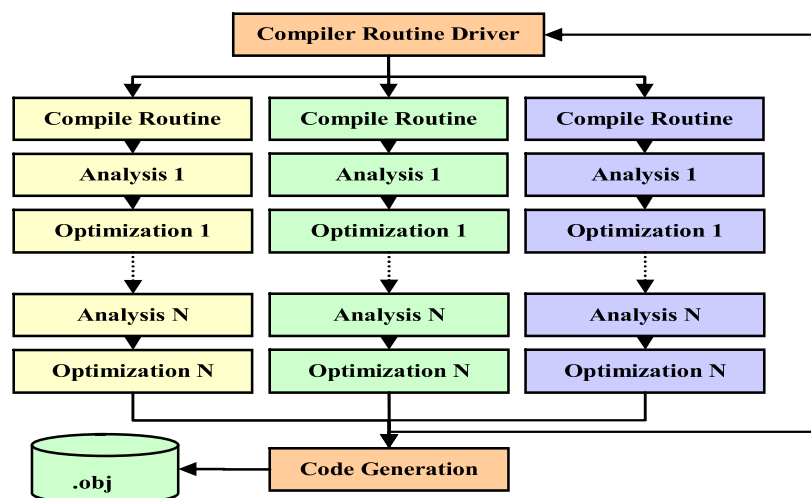 Compiler Routine Driver
Compile Routine
Compile Routine
Compile Routine
Analysis 1
Analysis 1
Analysis 1
Optimization 1
Optimization 1
Optimization 1
Analysis N
Analysis N
Analysis N
Optimization N
Optimization N
Optimization N
Code Generation
.obj